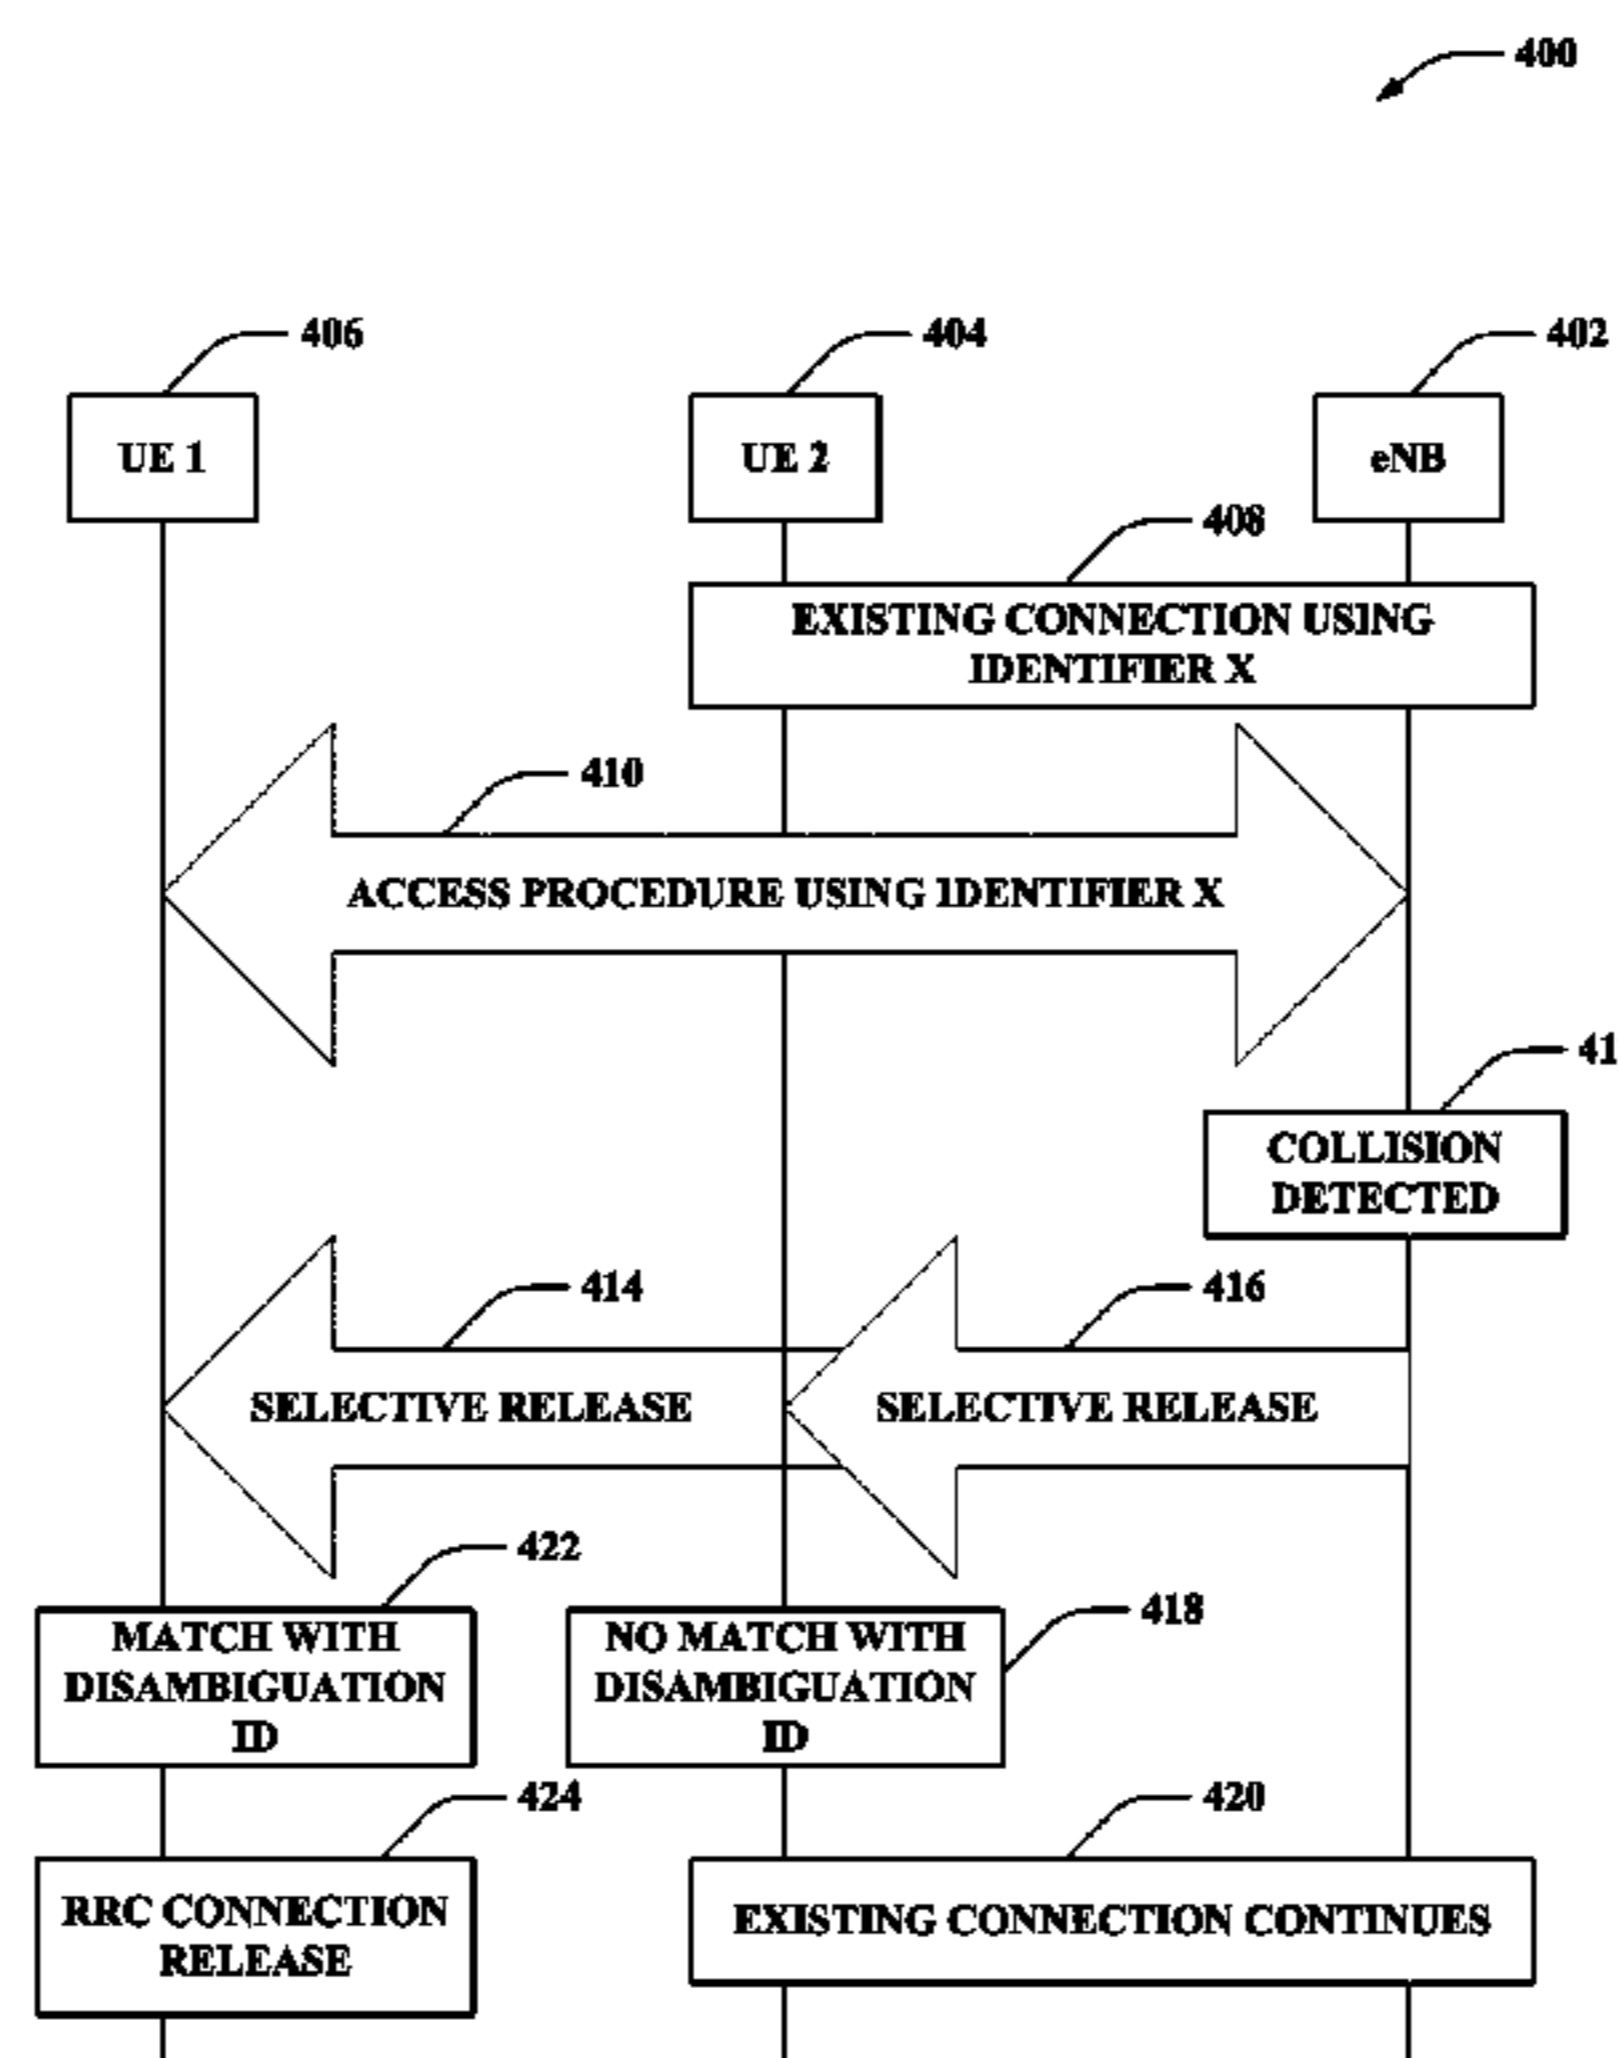 400
406
404
402
UE 1
UE 2
eNB
408
EXISTING CONNECTION USING
IDENTIFIER X
410
ACCESS PROCEDURE USING IDENTIFIER X
41
COLLISION
DETECTED
414
416
SELECTIVE RELEASE
SELECTIVE RELEASE
422
418
MATCH WITH
DISAMBIGUATION
ID
NO MATCH WITH
DISAMBIGUATION
ID
424
420
RRC CONNECTION
RELEASE
EXISTING CONNECTION CONTINUES